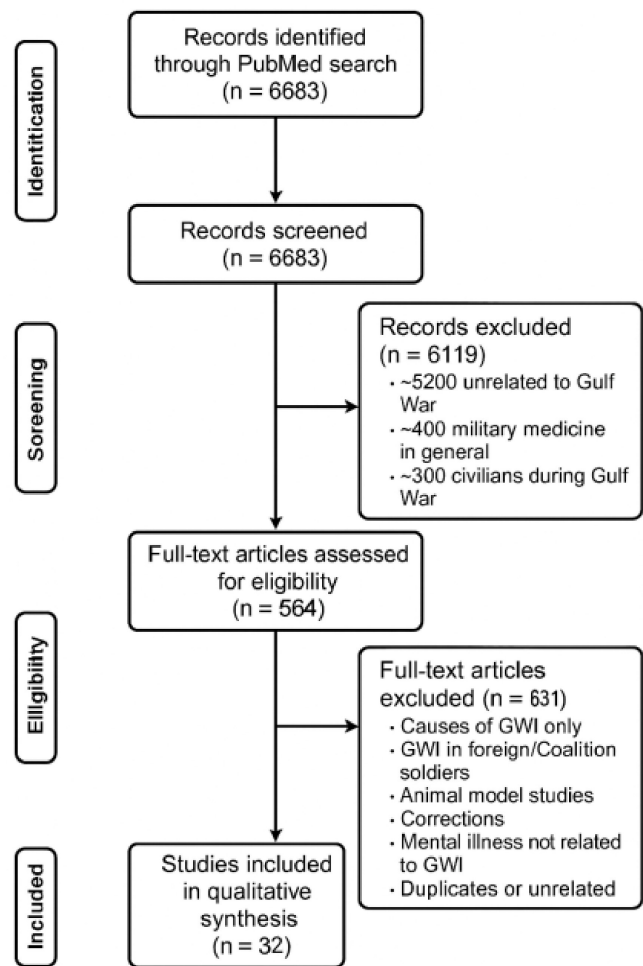 Identitication
Records identified
through PubMed search
(n = 6683)
Records screened
(n = 6683)
Soreening
Records excluded
(n = 6119)
· ~5200 unrelated to Gulf
War
· ~400 military medicine
in general
· ~300 civilians during Gulf
War
Full-text articles assessed
for eligibility
(n = 564)
Elligibility
Full-text articles
excluded (n = 631)
· Causes of GWI only
· GWI in foreign/Coalition
soldiers
· Animal model studies
· Corrections
· Mental illness not related
to GWI
· Duplicates or unrelated
Included
Studies included
in qualitative
synthesis
(n = 32)